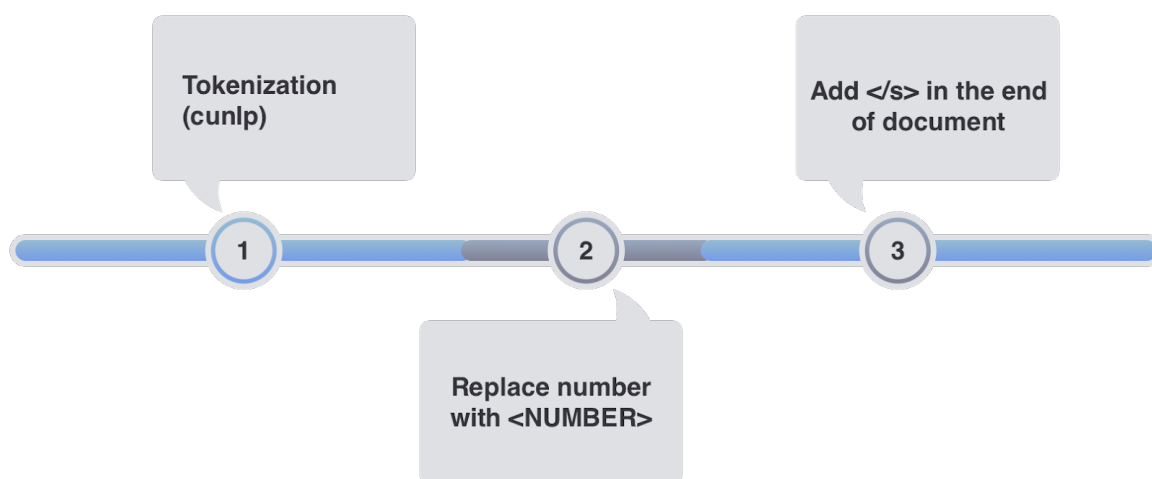 Tokenization
(cunlp)
Add </s> in the end
of document
1
2
3
Replace number
with <NUMBER>